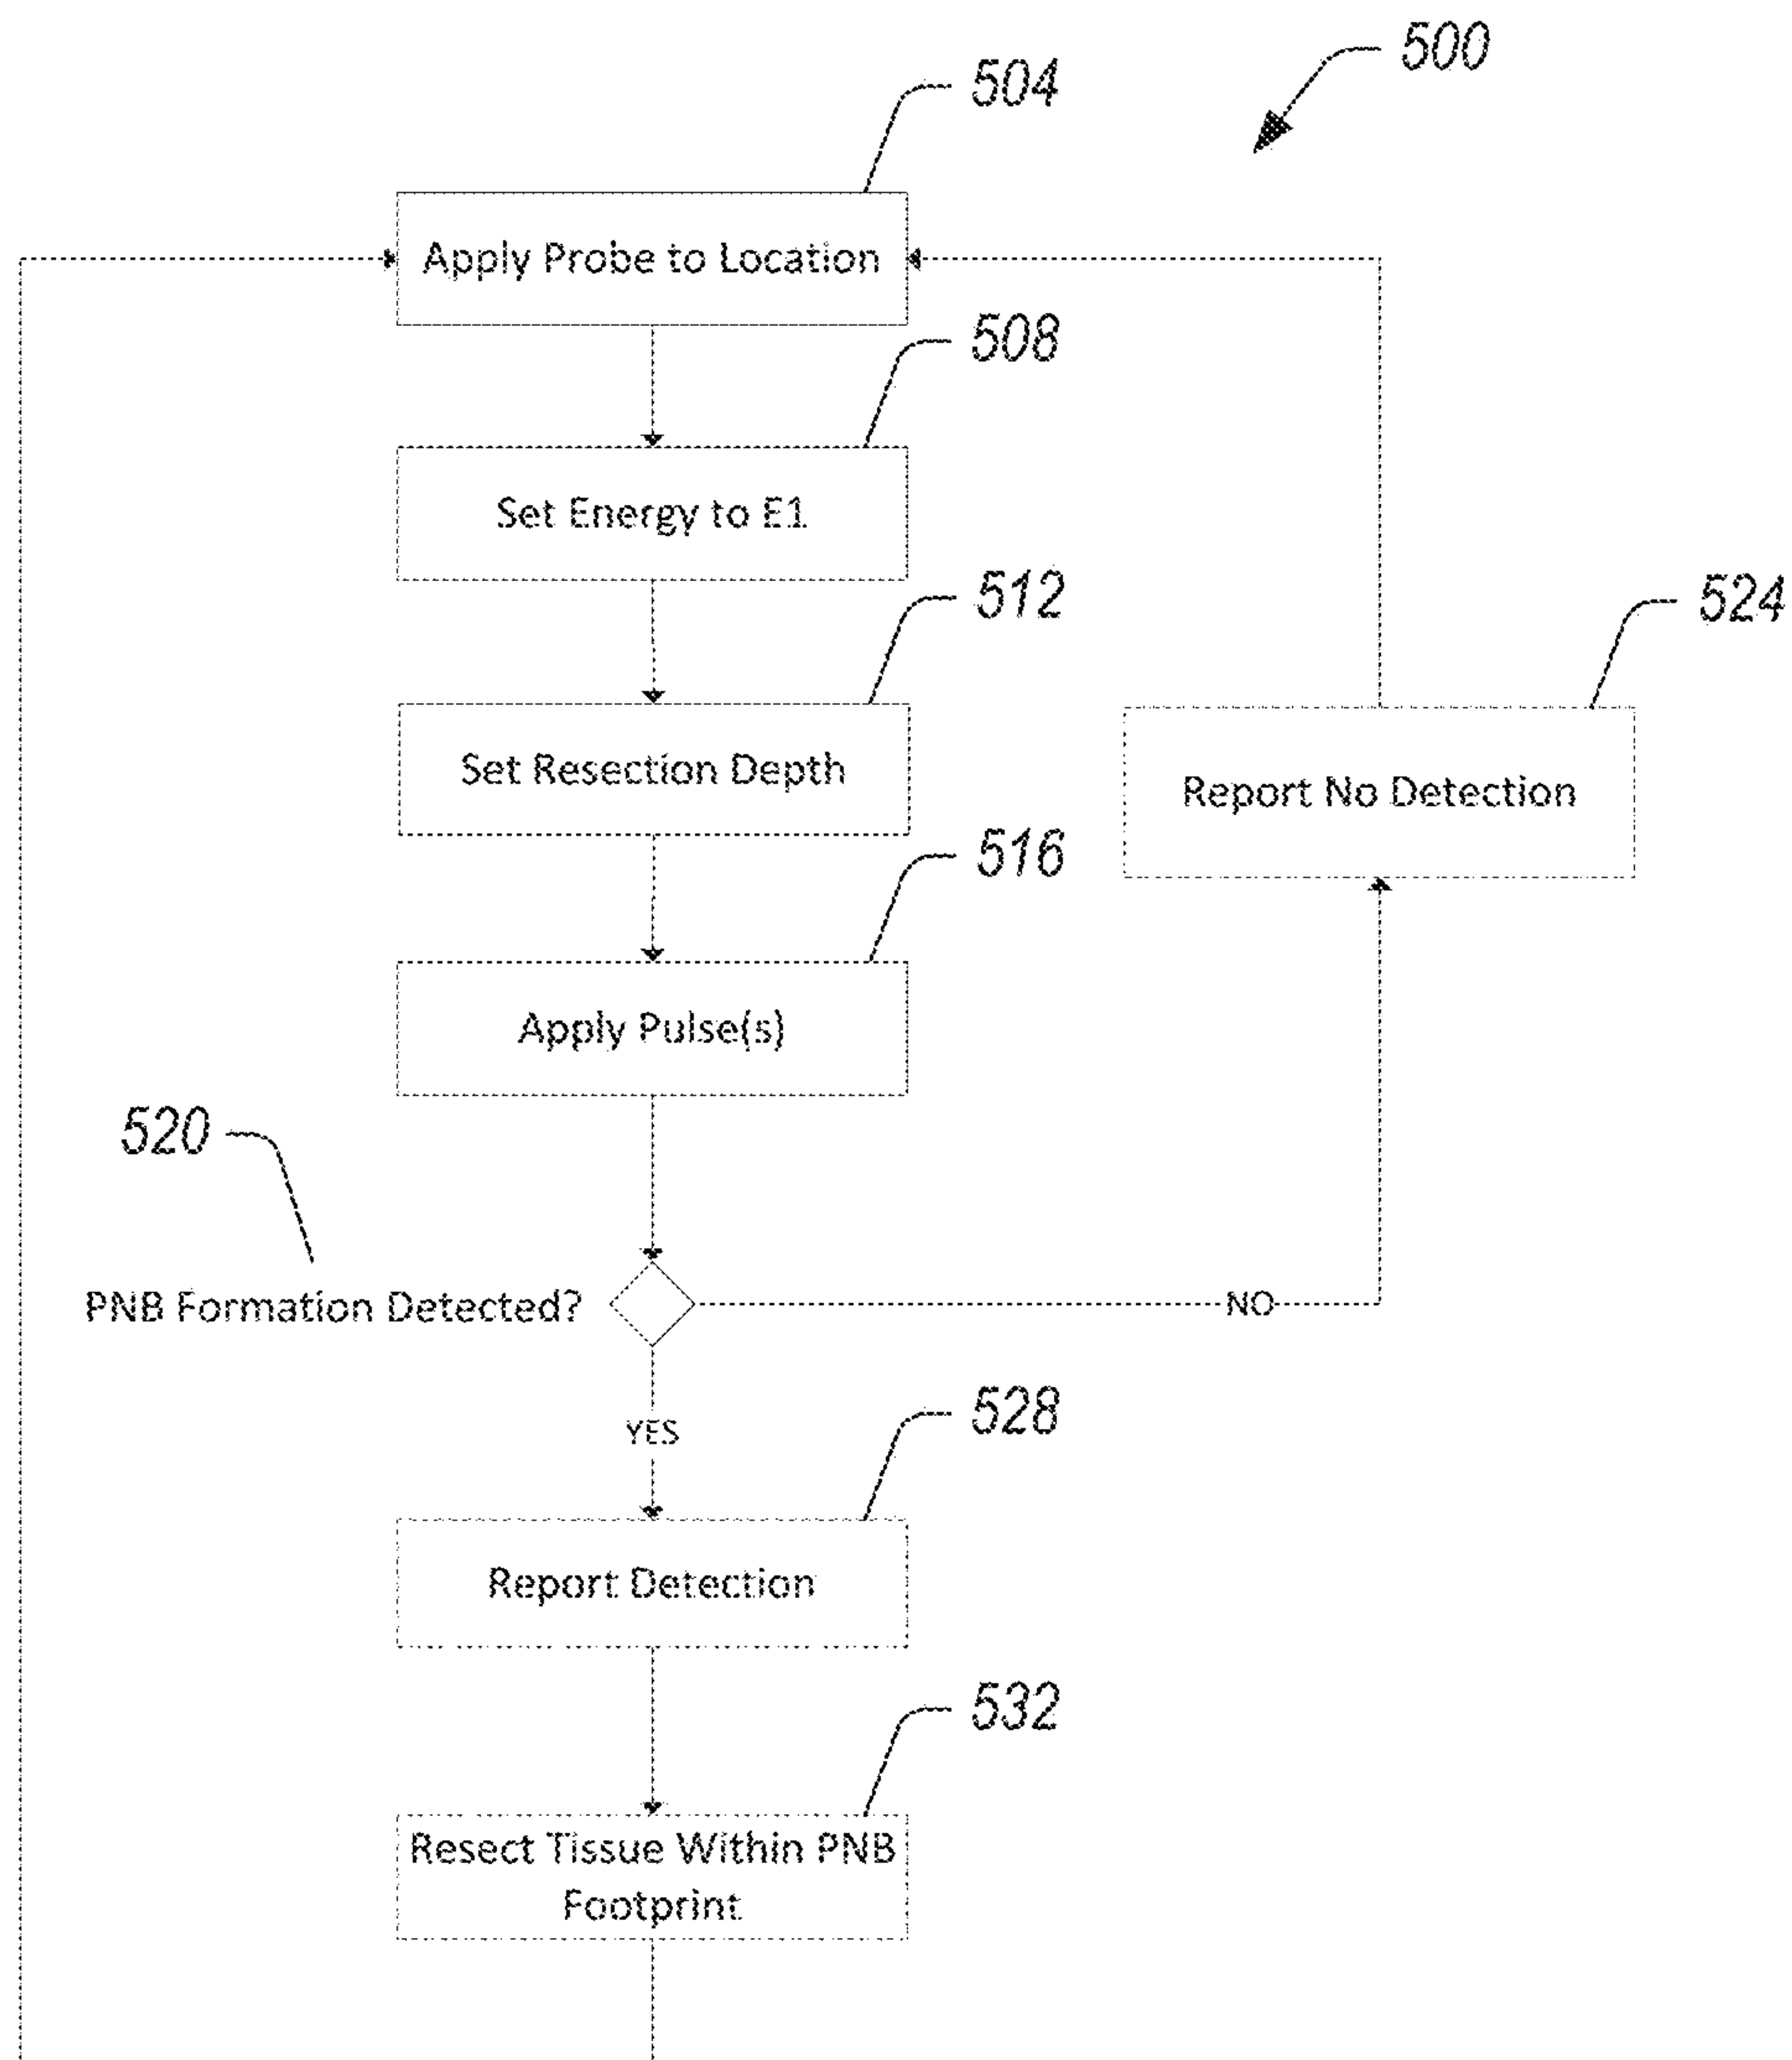 500
504
Apply Probe to Location
508
Set Energy to E1
512
524
Set Resection Depth
Report No Detection
516
Apply Pulse(s)
520
PNB Formation Detected?
NO
YES
528
Report Detection
532
Resect Tissue Within PNB
Footprint